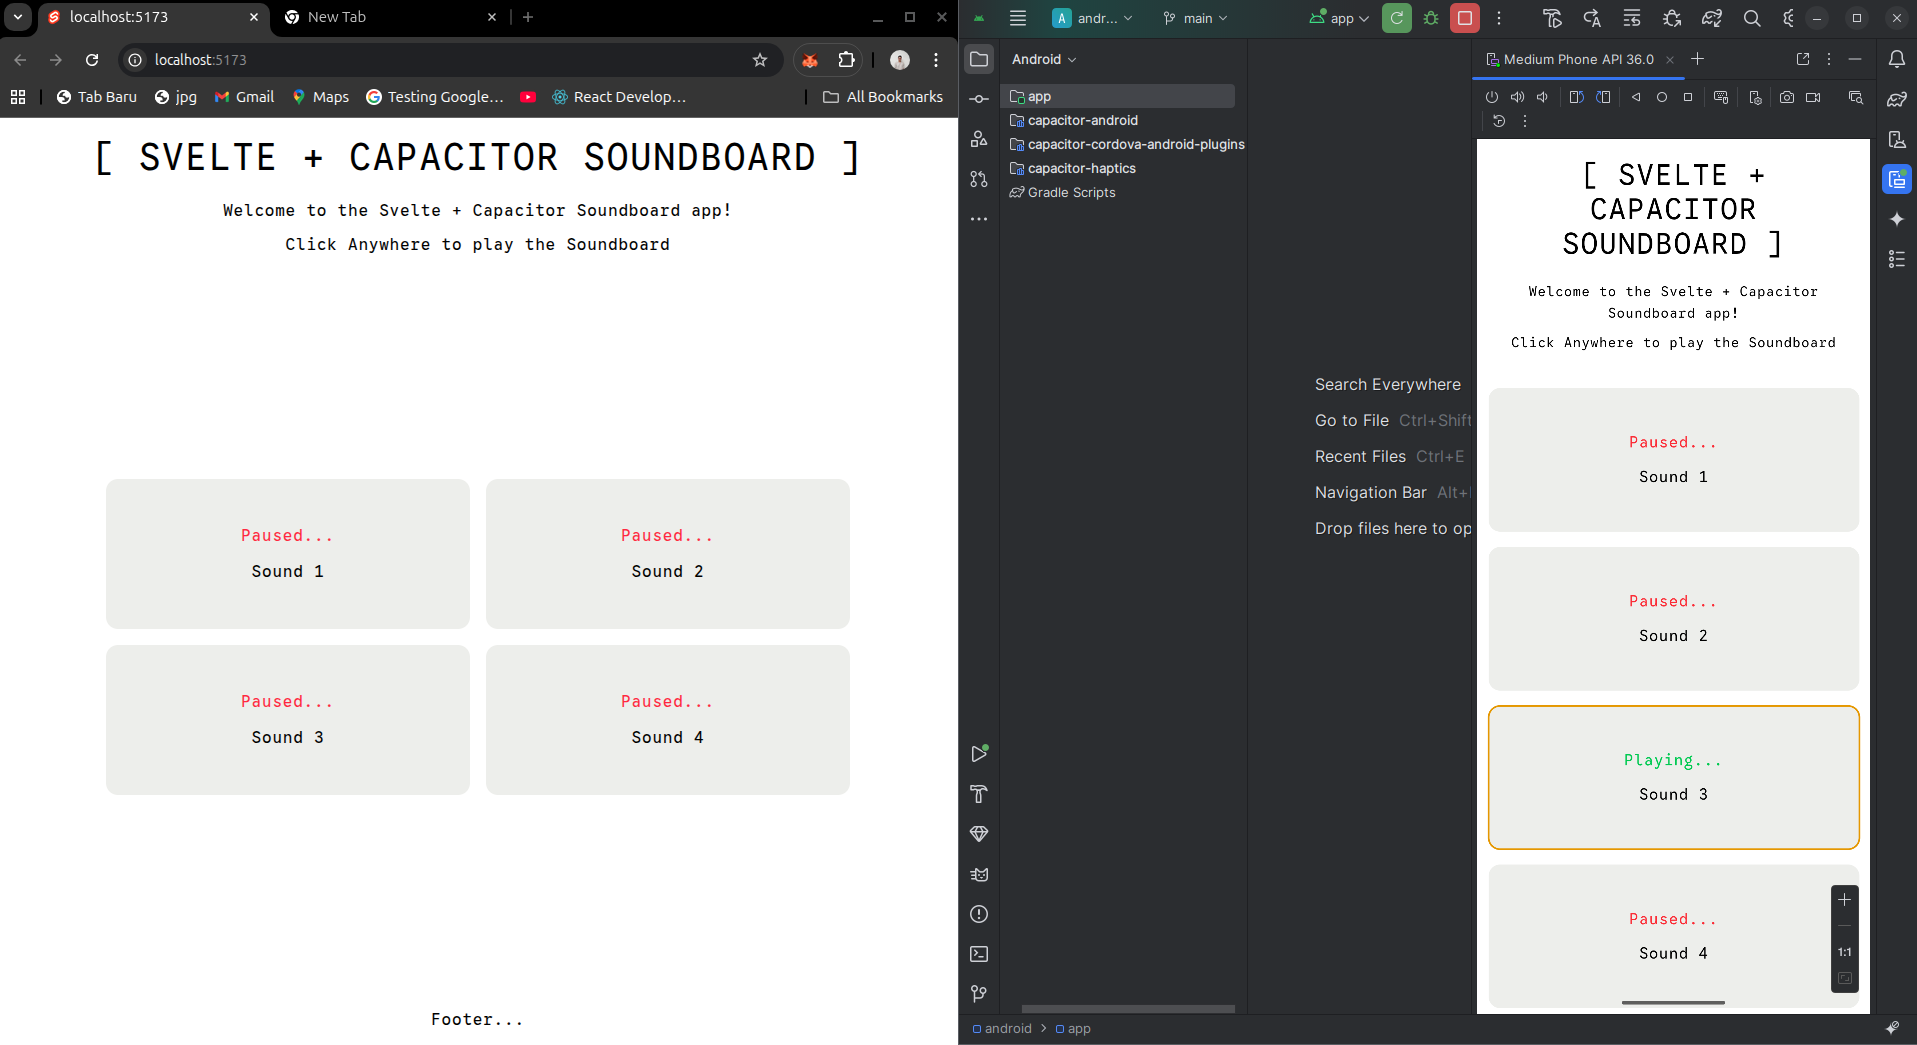 localhost:5173
New Tab
localhost:5173
Tab Baru
jpg
Gmail
Maps
Testing Google...
React Develop...
All Bookmarks
[ SVELTE + CAPACITOR SOUNDBOARD ]
Welcome to the Svelte + Capacitor Soundboard app!
Click Anywhere to play the Soundboard
Paused...
Sound 1
Paused...
Sound 2
Paused...
Sound 3
Paused...
Sound 4
Footer...
A andr...
main
app
Android
app
capacitor-android
capacitor-cordova-android-plugins
capacitor-haptics
Gradle Scripts
Search Everywhere
Go to File Ctrl+Shift
Recent Files Ctrl+E
Navigation Bar Alt+
Drop files here to op
Medium Phone API 36.0
[ SVELTE +
CAPACITOR
SOUNDBOARD ]
Welcome to the Svelte + Capacitor
Soundboard app!
Click Anywhere to play the Soundboard
Paused...
Sound 1
Paused...
Sound 2
Playing...
Sound 3
Paused...
Sound 4
1:1
android > app